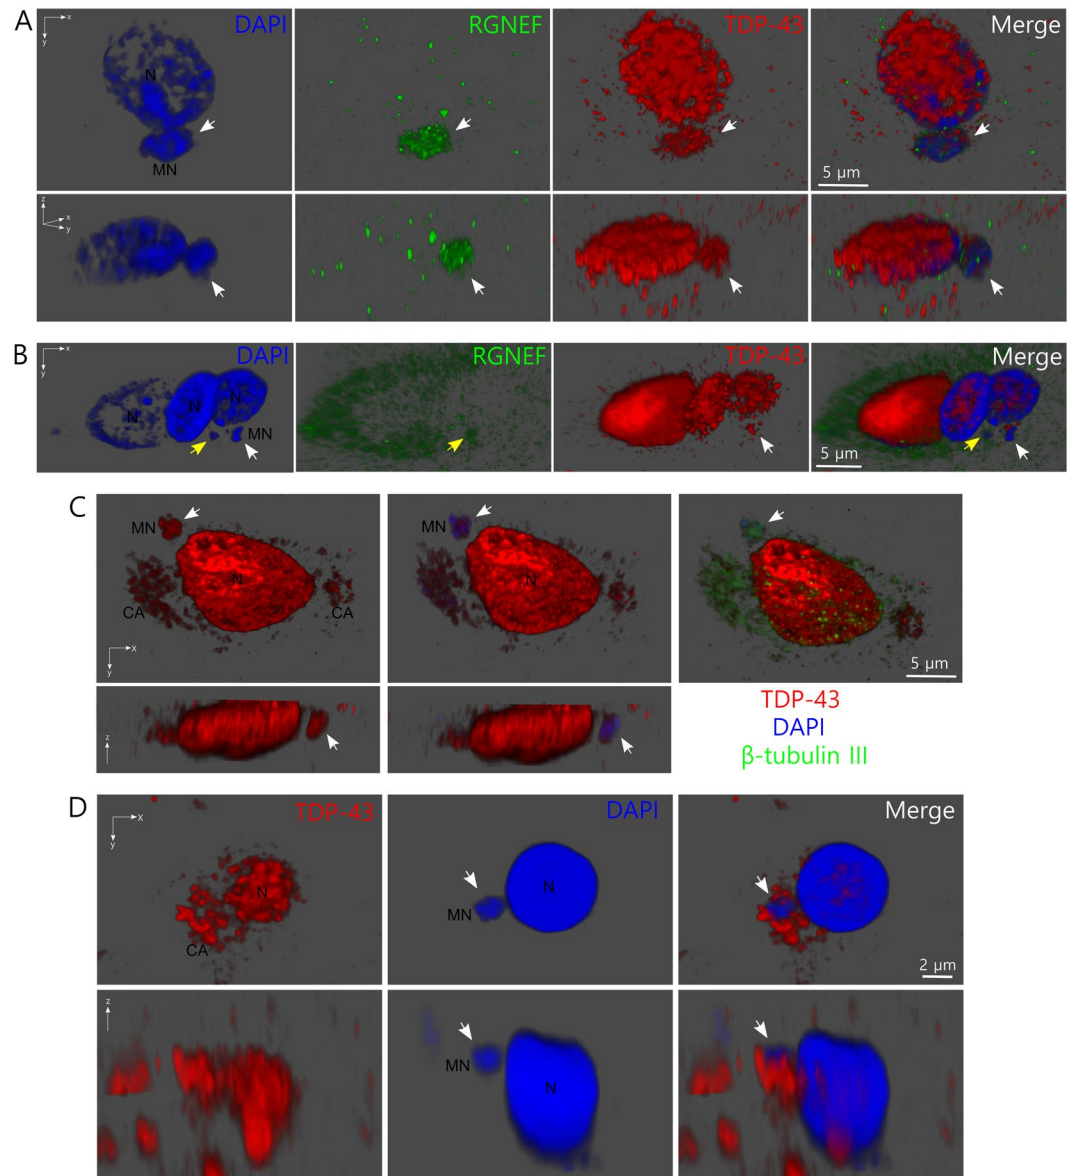 A
DAPI
RGNEF
TDP-43
Merge
x
y
N
MN
5 μm
z
x
y
B
DAPI
RGNEF
TDP-43
Merge
x
y
N
N
N
MN
5 μm
C
MN
MN
N
N
CA
CA
x
y
5 μm
z
TDP-43
DAPI
β-tubulin III
D
TDP-43
DAPI
Merge
x
y
N
N
MN
CA
2 μm
z
MN
N